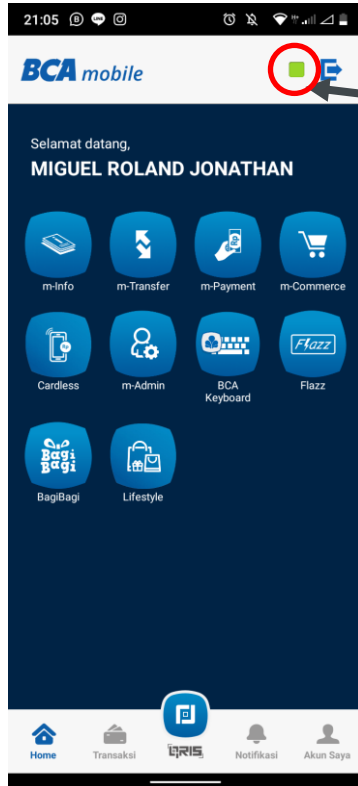 21:05
BCA mobile
Selamat datang,
MIGUEL ROLAND JONATHAN
m-Info
m-Transfer
m-Payment
m-Commerce
Cardless
m-Admin
BCA
Keyboard
Flazz
Flazz
Bagi
Bagi
BagiBagi
Lifestyle
Home
Transaksi
QRIS
Notifikasi
Akun Saya